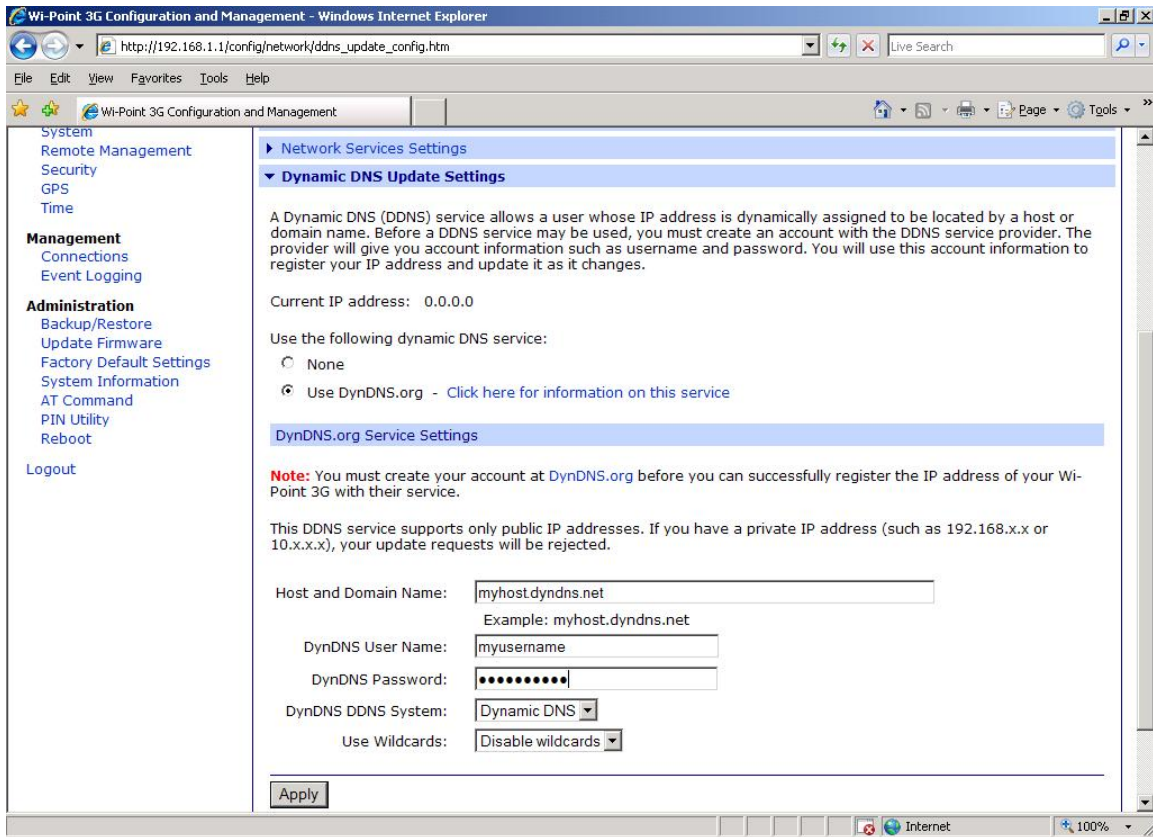 Wi-Point 3G Configuration and Management - Windows Internet Explorer
http://192.168.1.1/config/network/ddns_update_config.htm
Live Search
File Edit View Favorites Tools Help
Wi-Point 3G Configuration and Management
Page
Tools
System
Remote Management
Security
GPS
Time
Management
Connections
Event Logging
Administration
Backup/Restore
Update Firmware
Factory Default Settings
System Information
AT Command
PIN Utility
Reboot
Logout
Network Services Settings
Dynamic DNS Update Settings
A Dynamic DNS (DDNS) service allows a user whose IP address is dynamically assigned to be located by a host or
domain name. Before a DDNS service may be used, you must create an account with the DDNS service provider. The
provider will give you account information such as username and password. You will use this account information to
register your IP address and update it as it changes.
Current IP address: 0.0.0.0
Use the following dynamic DNS service:
None
Use DynDNS.org - Click here for information on this service
DynDNS.org Service Settings
Note: You must create your account at DynDNS.org before you can successfully register the IP address of your Wi-
Point 3G with their service.
This DDNS service supports only public IP addresses. If you have a private IP address (such as 192.168.x.x or
10.x.x.x), your update requests will be rejected.
Host and Domain Name: myhost.dyndns.net
Example: myhost.dyndns.net
DynDNS User Name: myusername
DynDNS Password: ●●●●●●●●●●
DynDNS DDNS System: Dynamic DNS
Use Wildcards: Disable wildcards
Apply
Internet
100%